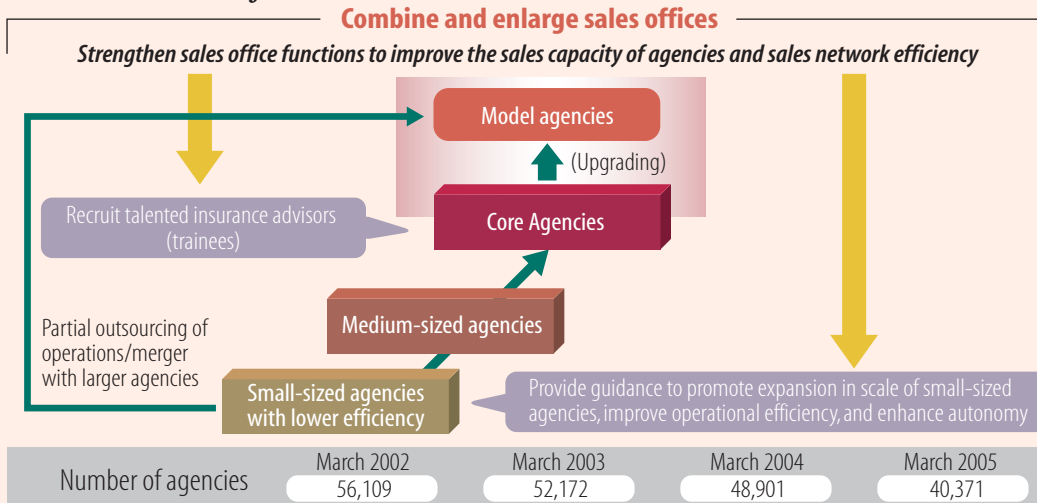 Combine and enlarge sales offices
Strengthen sales office functions to improve the sales capacity of agencies and sales network efficiency
Model agencies
(Upgrading)
Recruit talented insurance advisors
(trainees)
Core Agencies
Medium-sized agencies
Partial outsourcing of
operations/merger
with larger agencies
Small-sized agencies
with lower efficiency
Provide guidance to promote expansion in scale of small-sized
agencies, improve operational efficiency, and enhance autonomy
Number of agencies
March 2002 March 2003 March 2004 March 2005
56,109 52,172 48,901 40,371